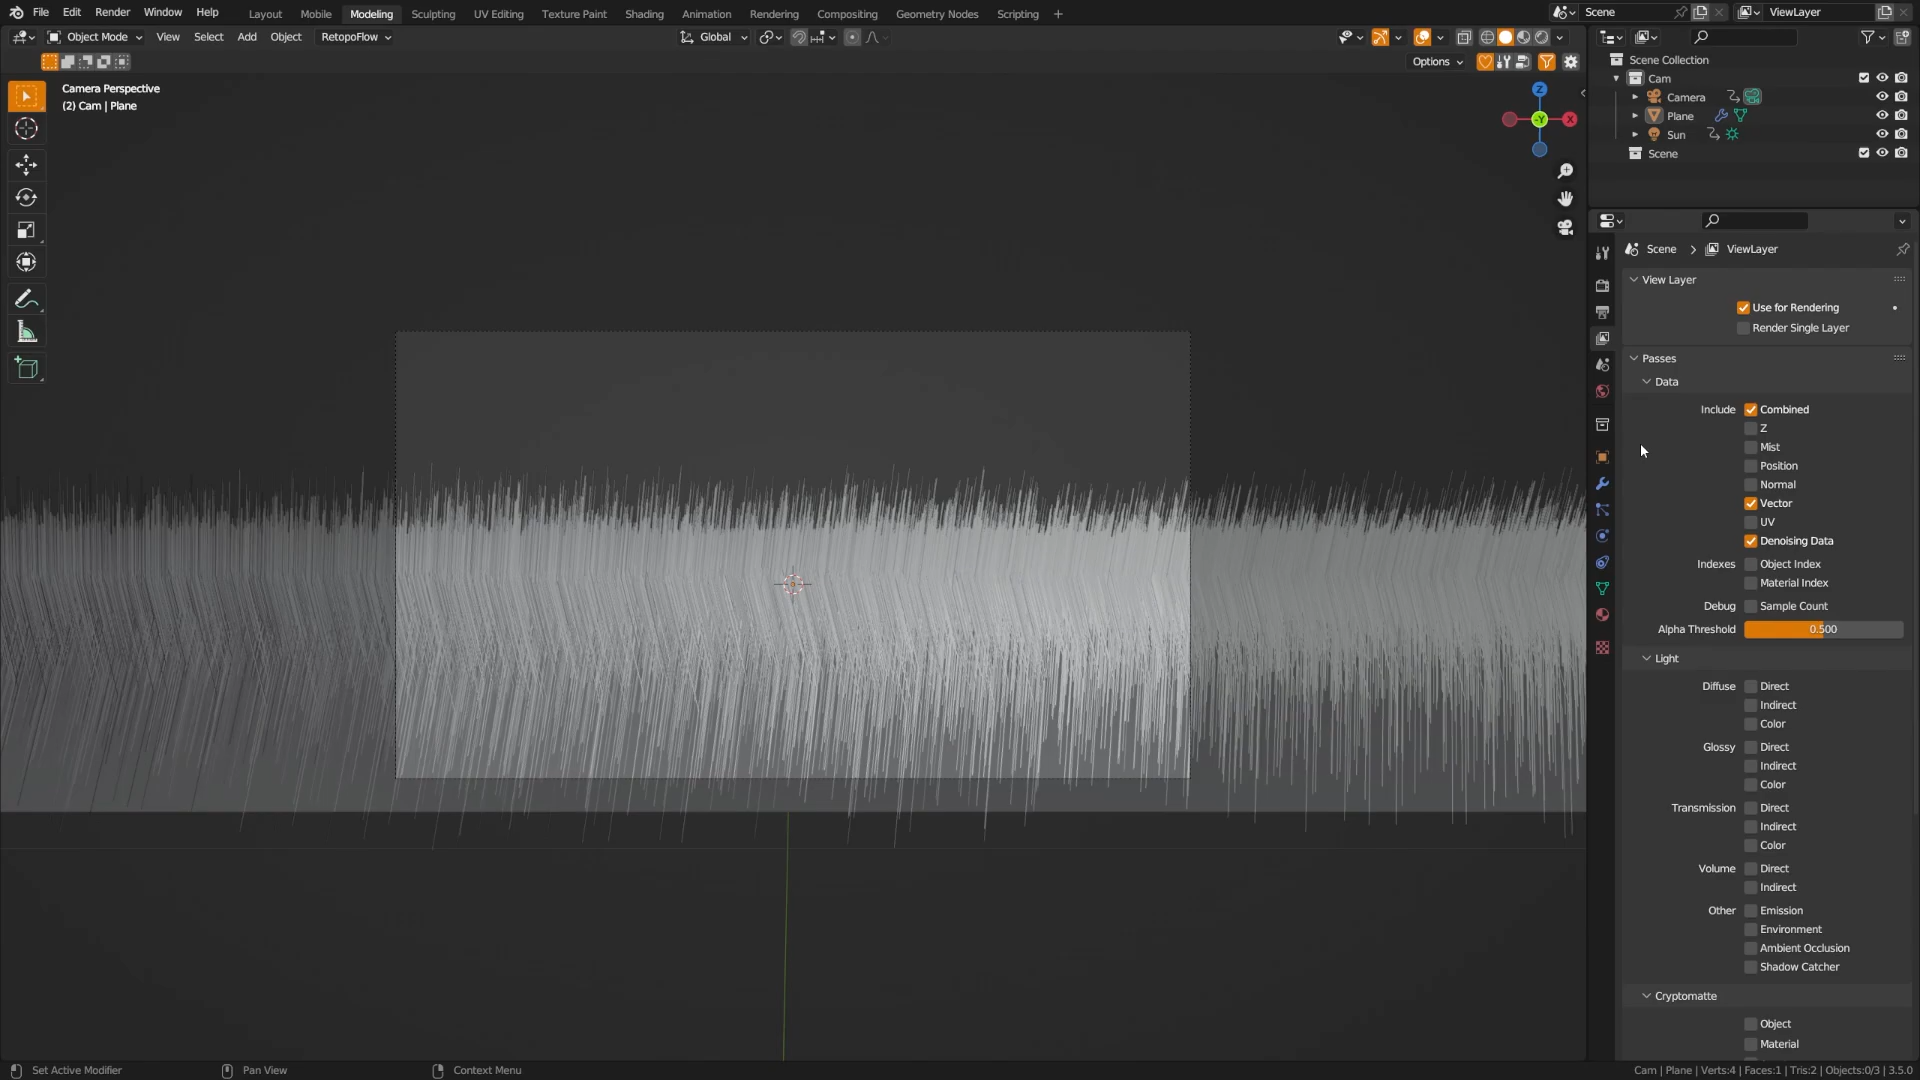 File Edit Render Window Help Layout Mobile Modeling Sculpting UV Editing Texture Paint Shading Animation Rendering Compositing Geometry Nodes Scripting + Scene ViewLayer
Object Mode View Select Add Object RetopoFlow Global
Options
Camera Perspective
(2) Cam | Plane
Z
-Y
X
Scene Collection
Cam
Camera
Plane
Sun
Scene
Scene > ViewLayer
View Layer
Use for Rendering
Render Single Layer
Passes
Data
Include Combined
Z
Mist
Position
Normal
Vector
UV
Denoising Data
Indexes Object Index
Material Index
Debug Sample Count
Alpha Threshold 0.500
Light
Diffuse Direct
Indirect
Color
Glossy Direct
Indirect
Color
Transmission Direct
Indirect
Color
Volume Direct
Indirect
Other Emission
Environment
Ambient Occlusion
Shadow Catcher
Cryptomatte
Object
Material
Set Active Modifier Pan View Context Menu Cam | Plane | Verts:4 | Faces:1 | Tris:2 | Objects:0/3 | 3.5.0